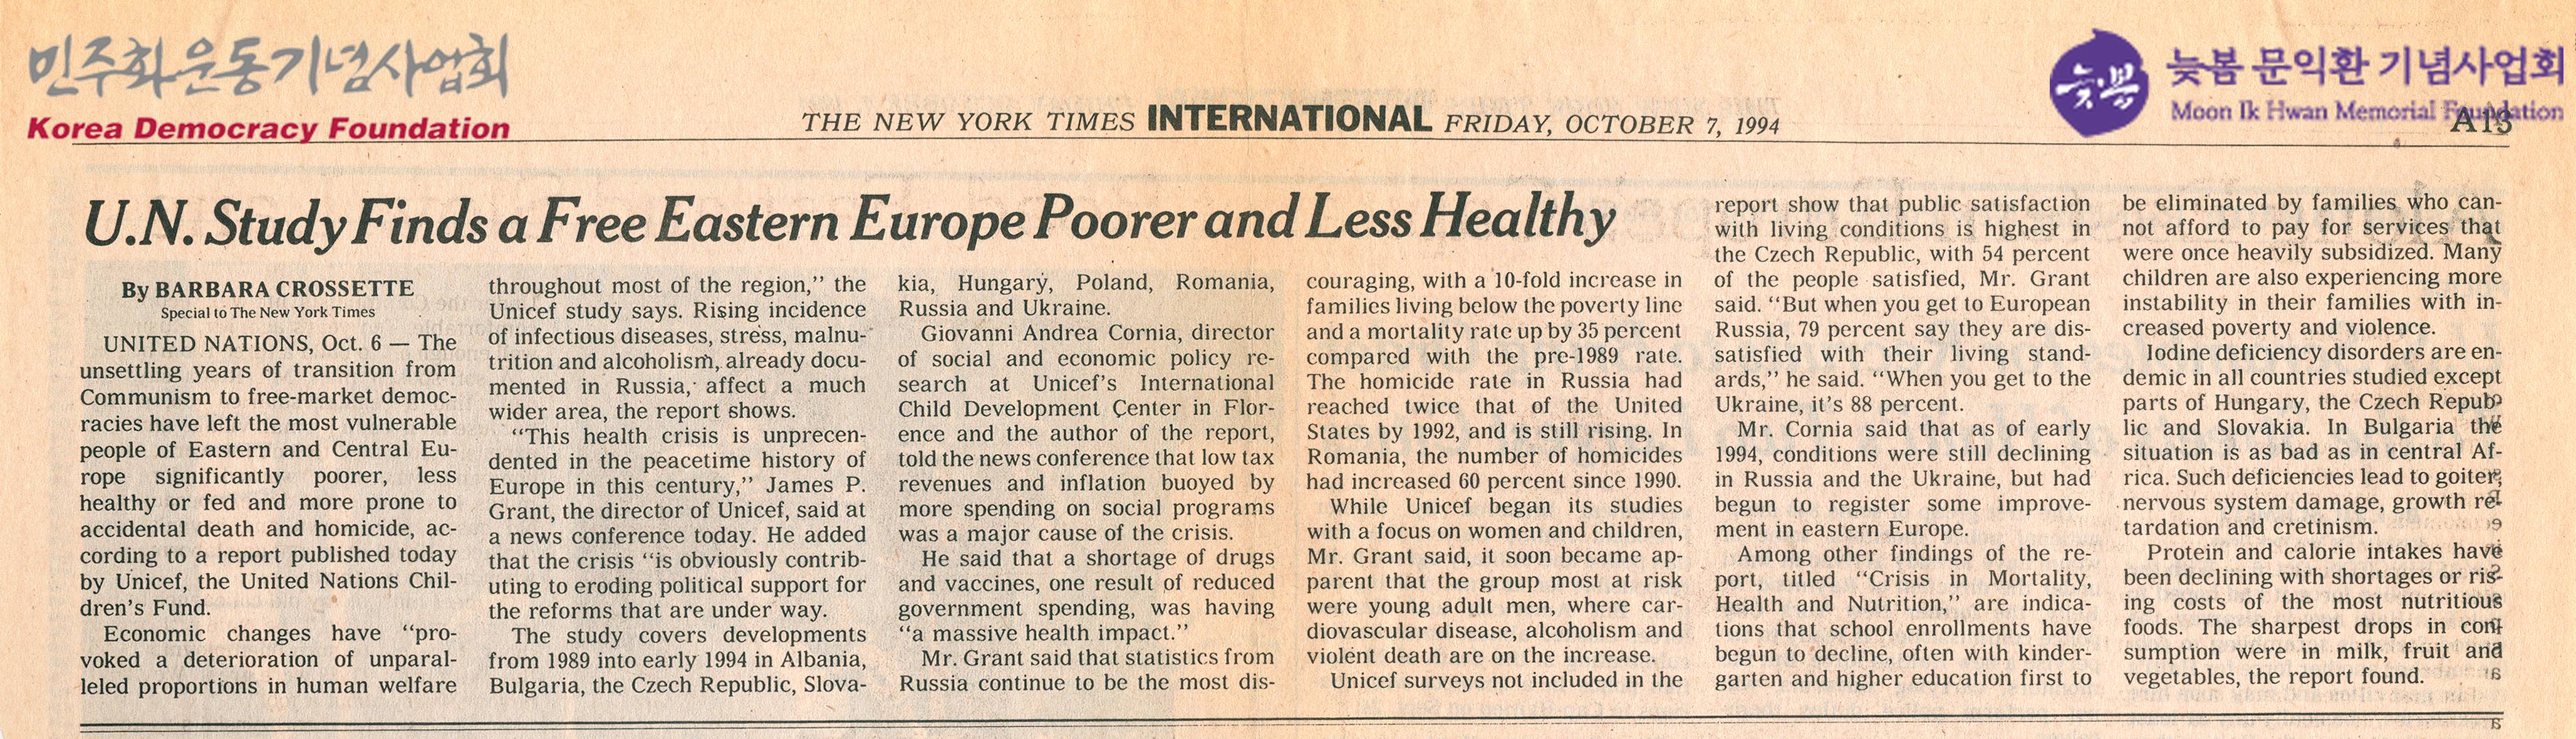 민주화운동기념사업회
Korea Democracy Foundation
THE NEW YORK TIMES INTERNATIONAL FRIDAY, OCTOBER 7, 1994
늦봄
늦봄 문익환 기념사업회
Moon Ik Hwan Memorial Foundation
A13
U.N. Study Finds a Free Eastern Europe Poorer and Less Healthy
By BARBARA CROSSETTE
Special to The New York Times
UNITED NATIONS, Oct. 6 — The
unsettling years of transition from
Communism to free-market democ-
racies have left the most vulnerable
people of Eastern and Central Eu-
rope significantly poorer, less
healthy or fed and more prone to
accidental death and homicide, ac-
cording to a report published today
by Unicef, the United Nations Chil-
dren's Fund.
Economic changes have "pro-
voked a deterioration of unparal-
leled proportions in human welfare
throughout most of the region," the
Unicef study says. Rising incidence
of infectious diseases, stress, malnu-
trition and alcoholism, already docu-
mented in Russia, affect a much
wider area, the report shows.
"This health crisis is unprecen-
dented in the peacetime history of
Europe in this century," James P.
Grant, the director of Unicef, said at
a news conference today. He added
that the crisis "is obviously contrib-
uting to eroding political support for
the reforms that are under way.
The study covers developments
from 1989 into early 1994 in Albania,
Bulgaria, the Czech Republic, Slova-
kia, Hungary, Poland, Romania,
Russia and Ukraine.
Giovanni Andrea Cornia, director
of social and economic policy re-
search at Unicef's International
Child Development Center in Flor-
ence and the author of the report,
told the news conference that low tax
revenues and inflation buoyed by
more spending on social programs
was a major cause of the crisis.
He said that a shortage of drugs
and vaccines, one result of reduced
government spending, was having
"a massive health impact."
Mr. Grant said that statistics from
Russia continue to be the most dis-
couraging, with a 10-fold increase in
families living below the poverty line
and a mortality rate up by 35 percent
compared with the pre-1989 rate.
The homicide rate in Russia had
reached twice that of the United
States by 1992, and is still rising. In
Romania, the number of homicides
had increased 60 percent since 1990.
While Unicef began its studies
with a focus on women and children,
Mr. Grant said, it soon became ap-
parent that the group most at risk
were young adult men, where car-
diovascular disease, alcoholism and
violent death are on the increase.
Unicef surveys not included in the
report show that public satisfaction
with living conditions is highest in
the Czech Republic, with 54 percent
of the people satisfied, Mr. Grant
said. "But when you get to European
Russia, 79 percent say they are dis-
satisfied with their living stand-
ards," he said. "When you get to the
Ukraine, it's 88 percent.
Mr. Cornia said that as of early
1994, conditions were still declining
in Russia and the Ukraine, but had
begun to register some improve-
ment in eastern Europe.
Among other findings of the re-
port, titled "Crisis in Mortality,
Health and Nutrition," are indica-
tions that school enrollments have
begun to decline, often with kinder-
garten and higher education first to
be eliminated by families who can-
not afford to pay for services that
were once heavily subsidized. Many
children are also experiencing more
instability in their families with in-
creased poverty and violence.
Iodine deficiency disorders are en-
demic in all countries studied except
parts of Hungary, the Czech Repub-
lic and Slovakia. In Bulgaria the
situation is as bad as in central Af-
rica. Such deficiencies lead to goiter,
nervous system damage, growth re-
tardation and cretinism.
Protein and calorie intakes have
been declining with shortages or ris-
ing costs of the most nutritious
foods. The sharpest drops in con-
sumption were in milk, fruit and
vegetables, the report found.